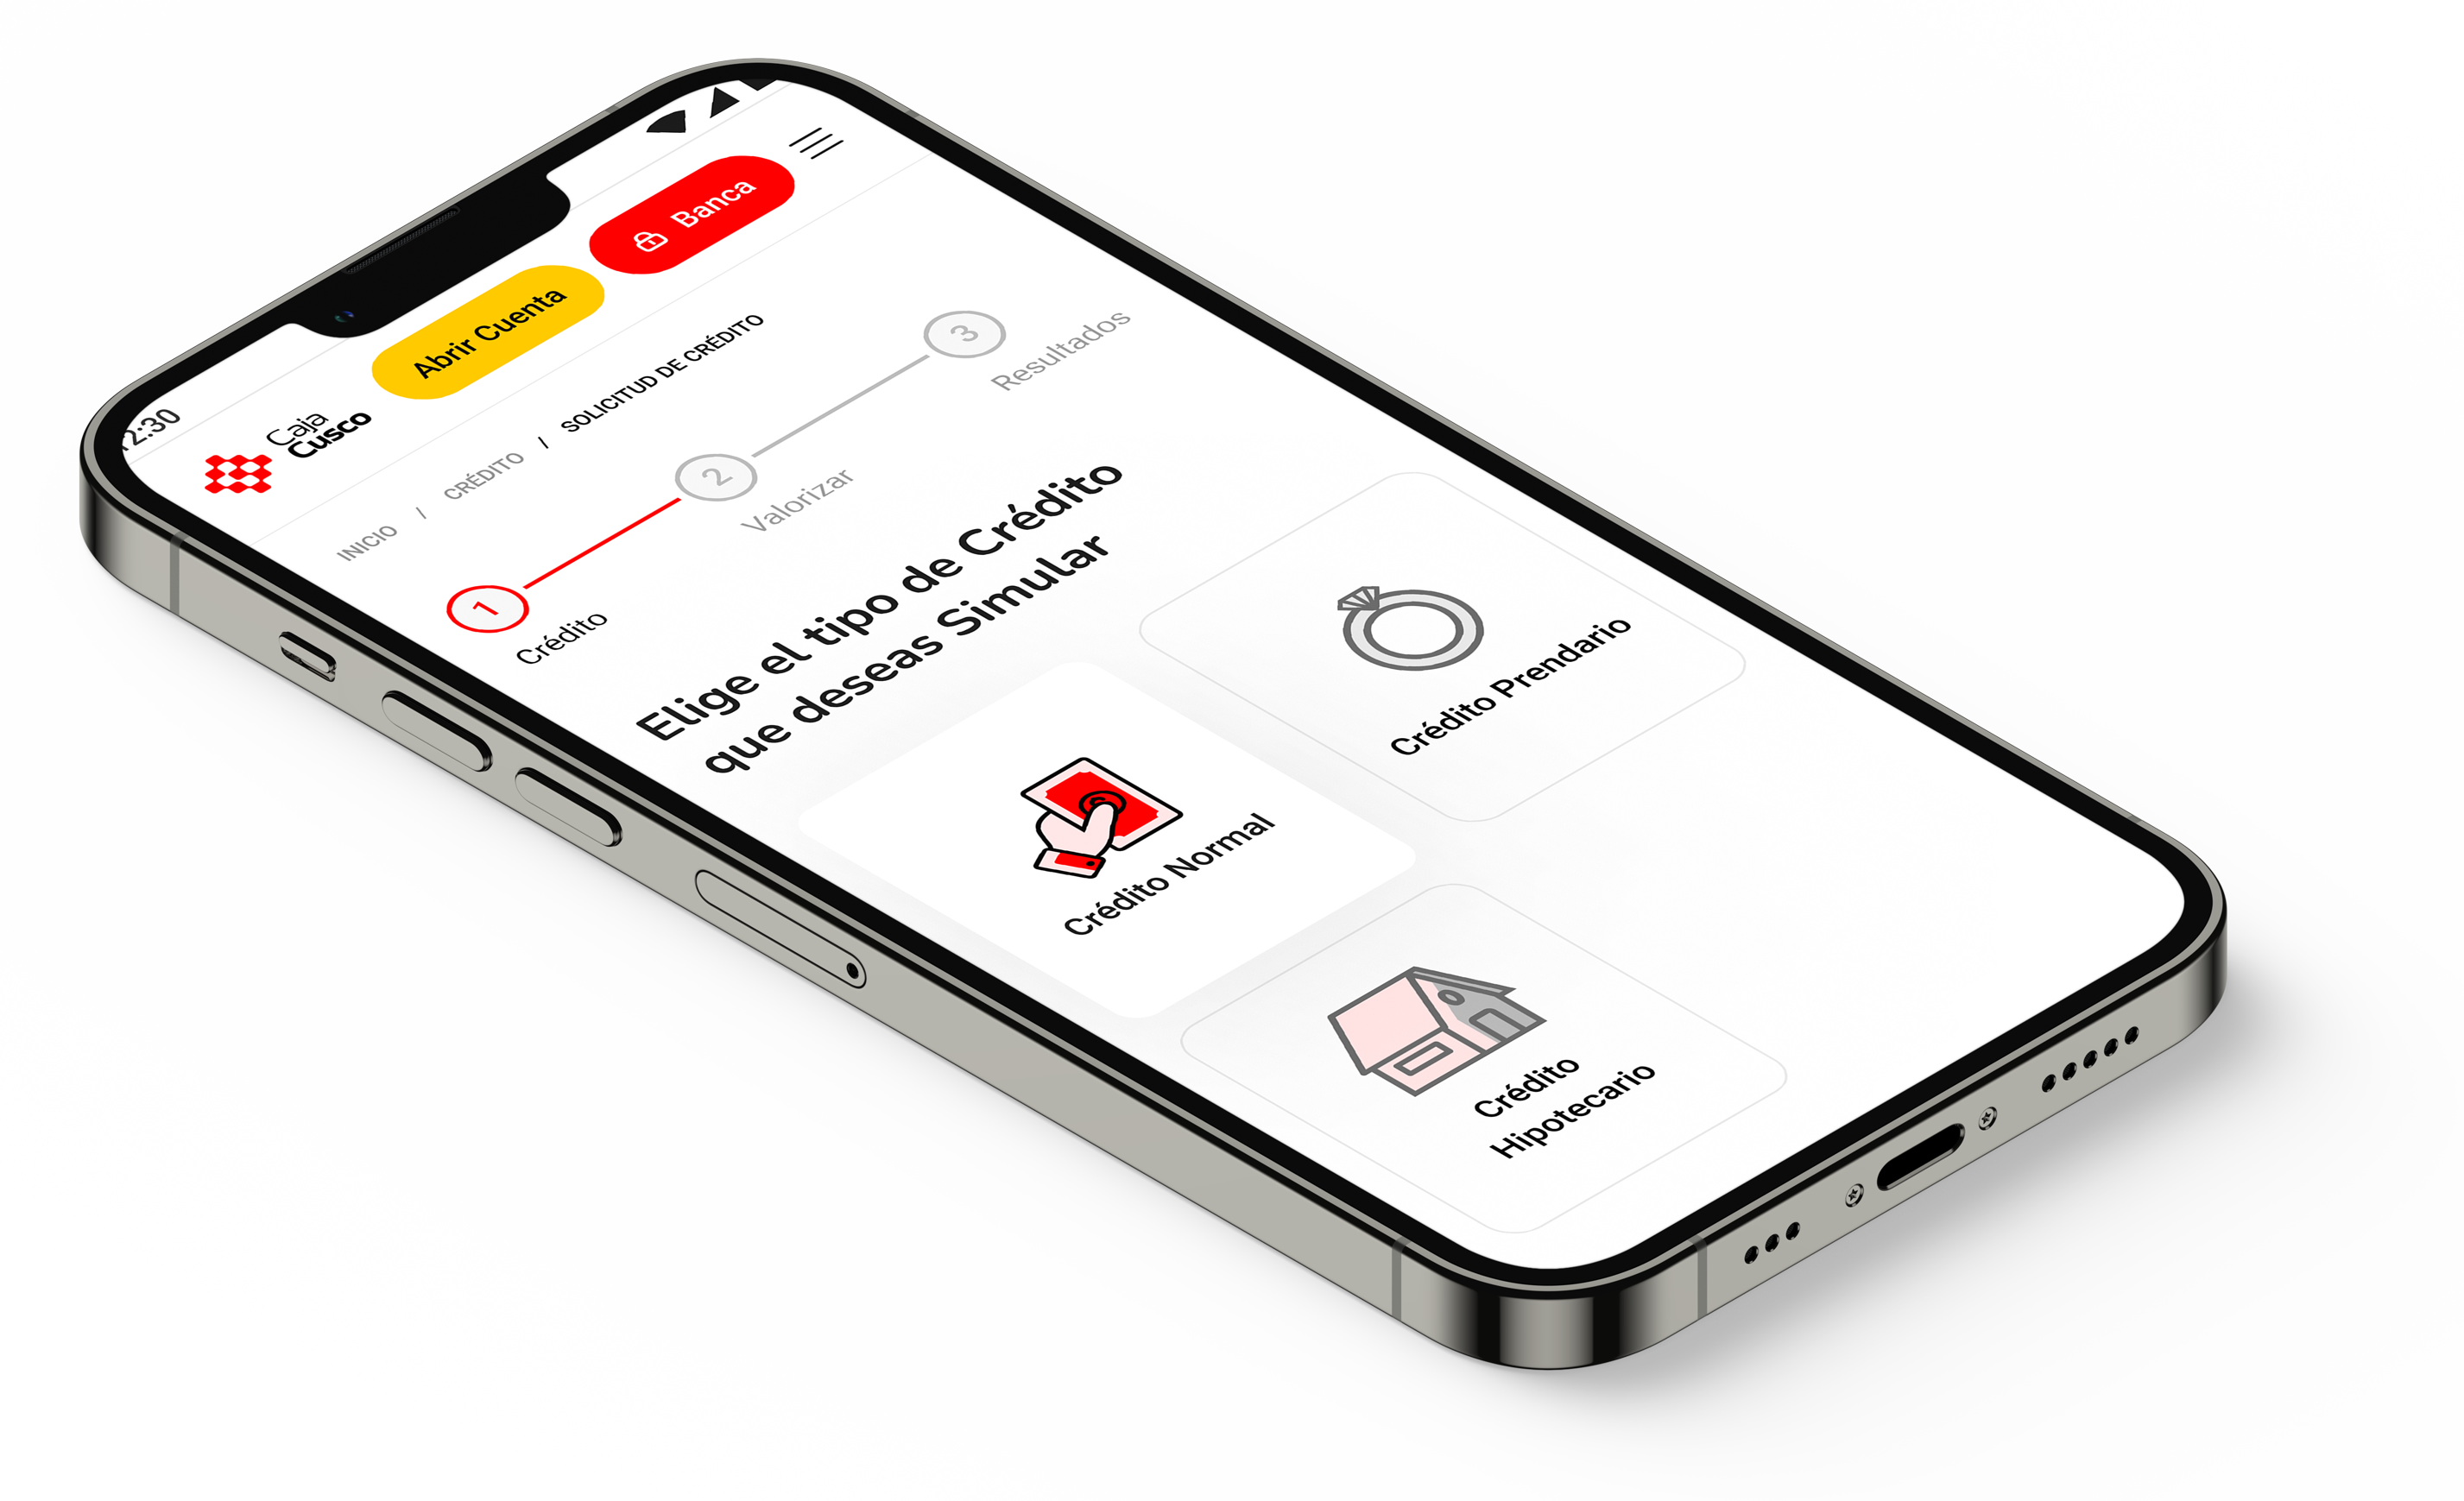 12:30
Caja
Cusco
Abrir Cuenta
Banca
INICIO / CRÉDITO / SOLICITUD DE CRÉDITO
1
2
3
Crédito
Valorizar
Resultados
Elige el tipo de Crédito
que deseas Simular
Crédito Normal
Crédito Prendario
Crédito
Hipotecario